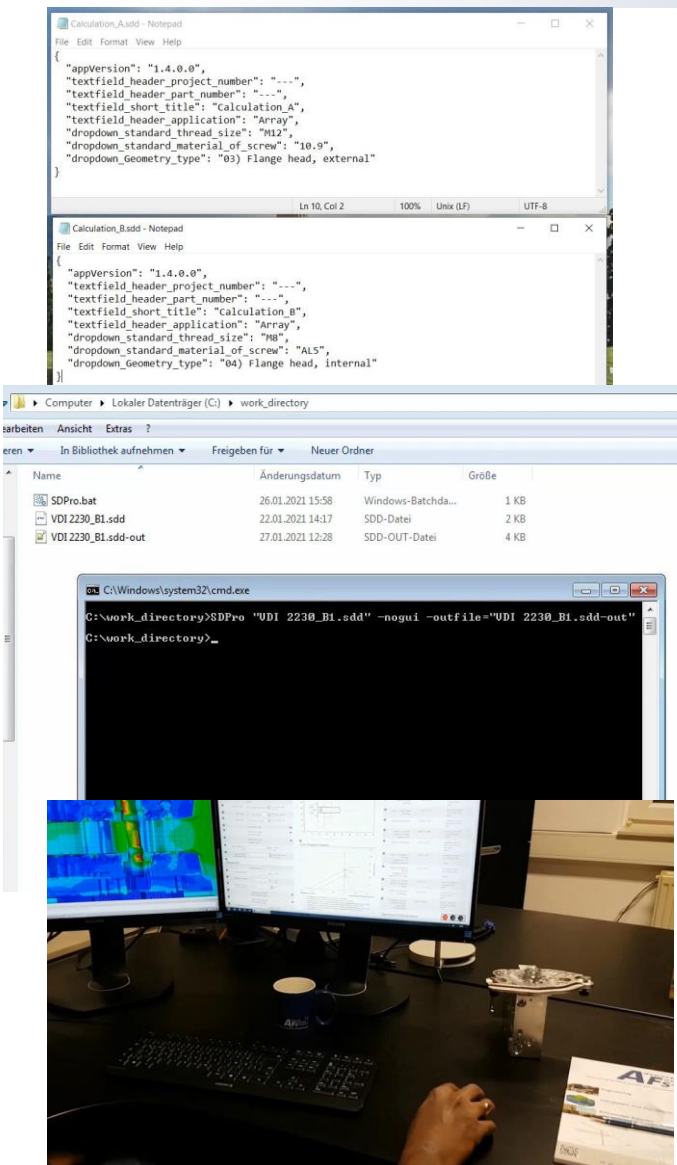 Calculation_A.sdd - Notepad
File Edit Format View Help
{
"appVersion": "1.4.0.0",
"textfield_header_project_number": "---",
"textfield_header_part_number": "---",
"textfield_short_title": "Calculation_A",
"textfield_header_application": "Array",
"dropdown_standard_thread_size": "M12",
"dropdown_standard_material_of_screw": "10.9",
"dropdown_Geometry_type": "03) Flange head, external"
}
Ln 10, Col 2 100% Unix (LF) UTF-8
Calculation_B.sdd - Notepad
File Edit Format View Help
{
"appVersion": "1.4.0.0",
"textfield_header_project_number": "---",
"textfield_header_part_number": "---",
"textfield_short_title": "Calculation_B",
"textfield_header_application": "Array",
"dropdown_standard_thread_size": "M8",
"dropdown_standard_material_of_screw": "AL5",
"dropdown_Geometry_type": "04) Flange head, internal"
}
Computer Lokaler Datenträger (C:) work_directory
earbeiten Ansicht Extras ?
eren In Bibliothek aufnehmen Freigeben für Neuer Ordner
Name Änderungsdatum Typ Größe
SDPro.bat 26.01.2021 15:58 Windows-Batchda... 1 KB
VDI 2230_B1.sdd 22.01.2021 14:17 SDD-Datei 2 KB
VDI 2230_B1.sdd-out 27.01.2021 12:28 SDD-OUT-Datei 4 KB
C:\Windows\system32\cmd.exe
C:\work_directory>SDPro "VDI 2230_B1.sdd" -nogui -outfile="VDI 2230_B1.sdd-out"
C:\work_directory>_
PHILIPS